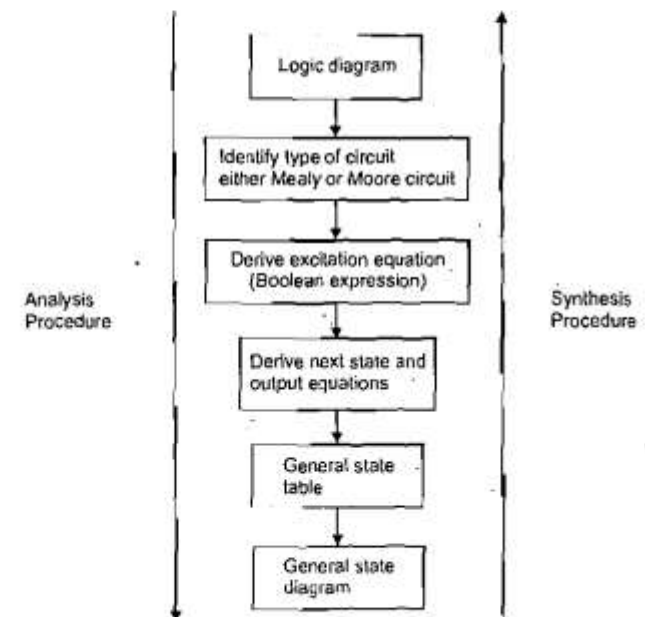 Logic diagram
Identify type of circuit
either Mealy or Moore circuit
Derive excitation equation
(Boolean expression)
Analysis
Procedure
Synthesis
Procedure
Derive next state and
output equations
General state
table
General state
diagram